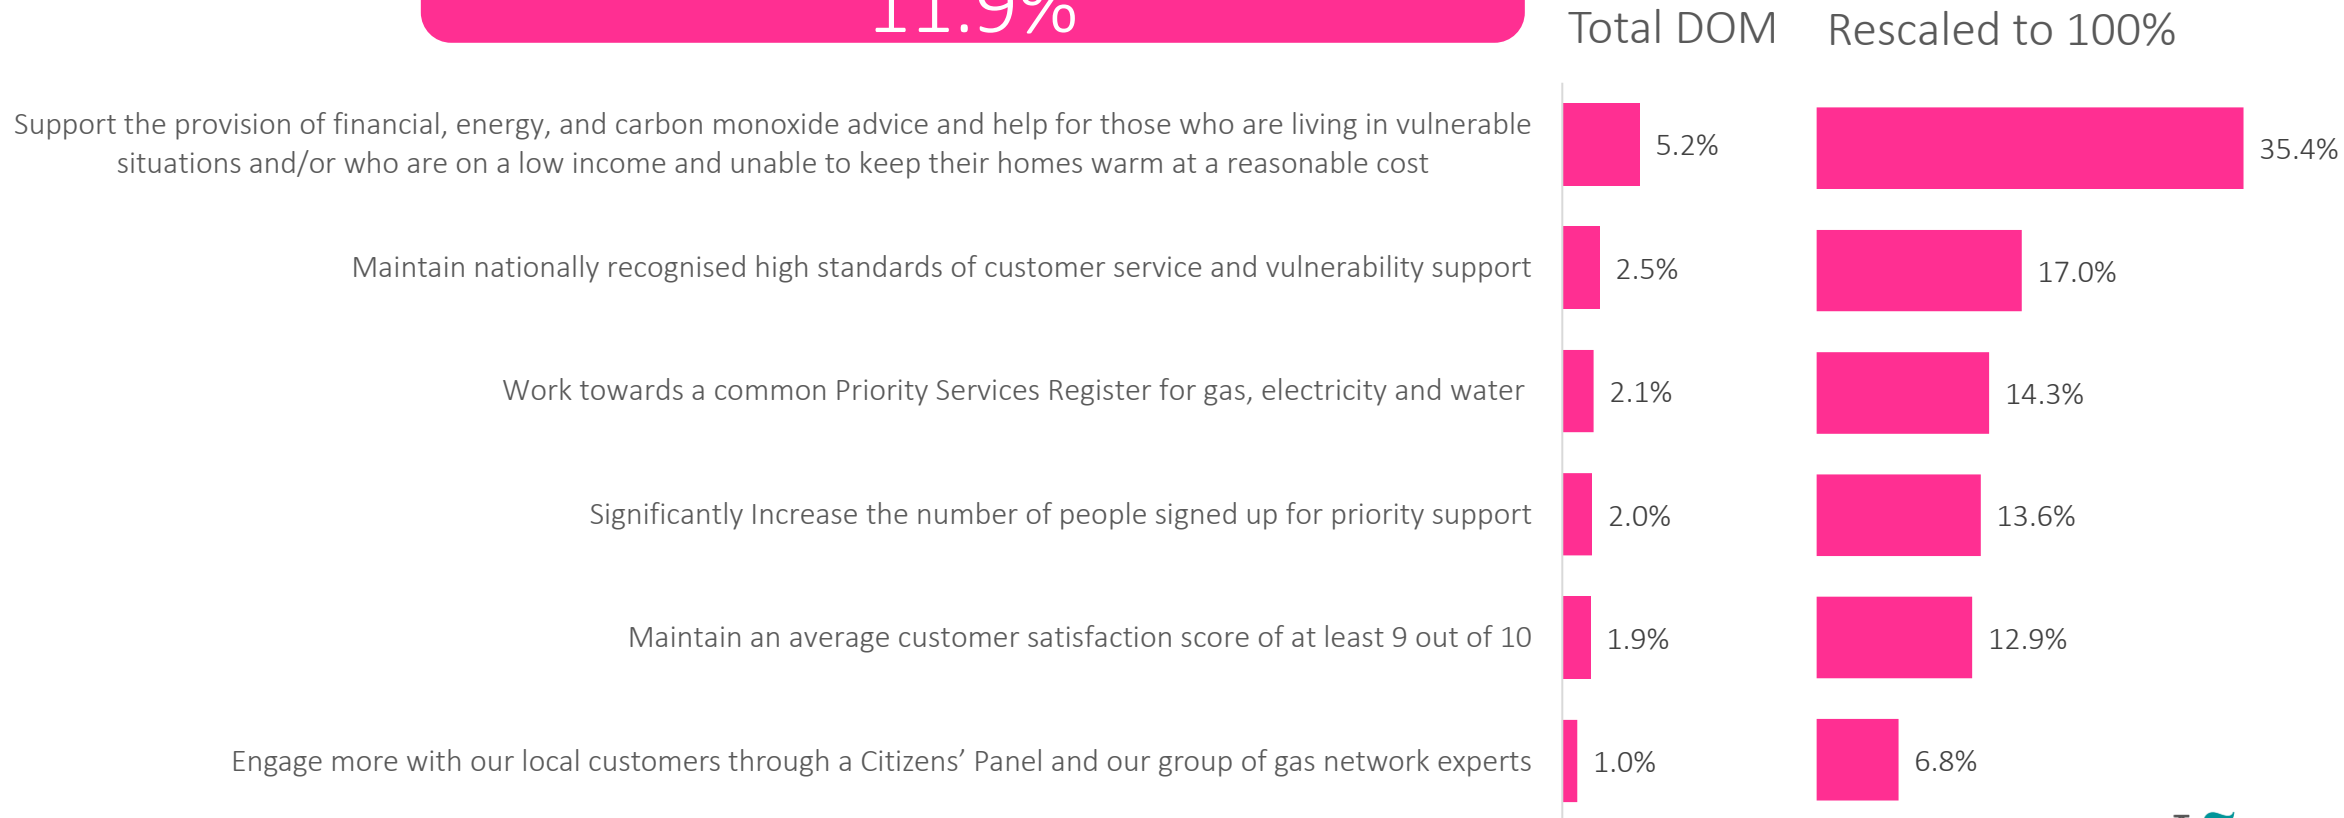 11.9%
Total DOM
Rescaled to 100%
Support the provision of financial, energy, and carbon monoxide advice and help for those who are living in vulnerable
situations and/or who are on a low income and unable to keep their homes warm at a reasonable cost
5.2%
35.4%
Maintain nationally recognised high standards of customer service and vulnerability support
2.5%
17.0%
Work towards a common Priority Services Register for gas, electricity and water
2.1%
14.3%
Significantly Increase the number of people signed up for priority support
2.0%
13.6%
Maintain an average customer satisfaction score of at least 9 out of 10
1.9%
12.9%
Engage more with our local customers through a Citizens’ Panel and our group of gas network experts
1.0%
6.8%